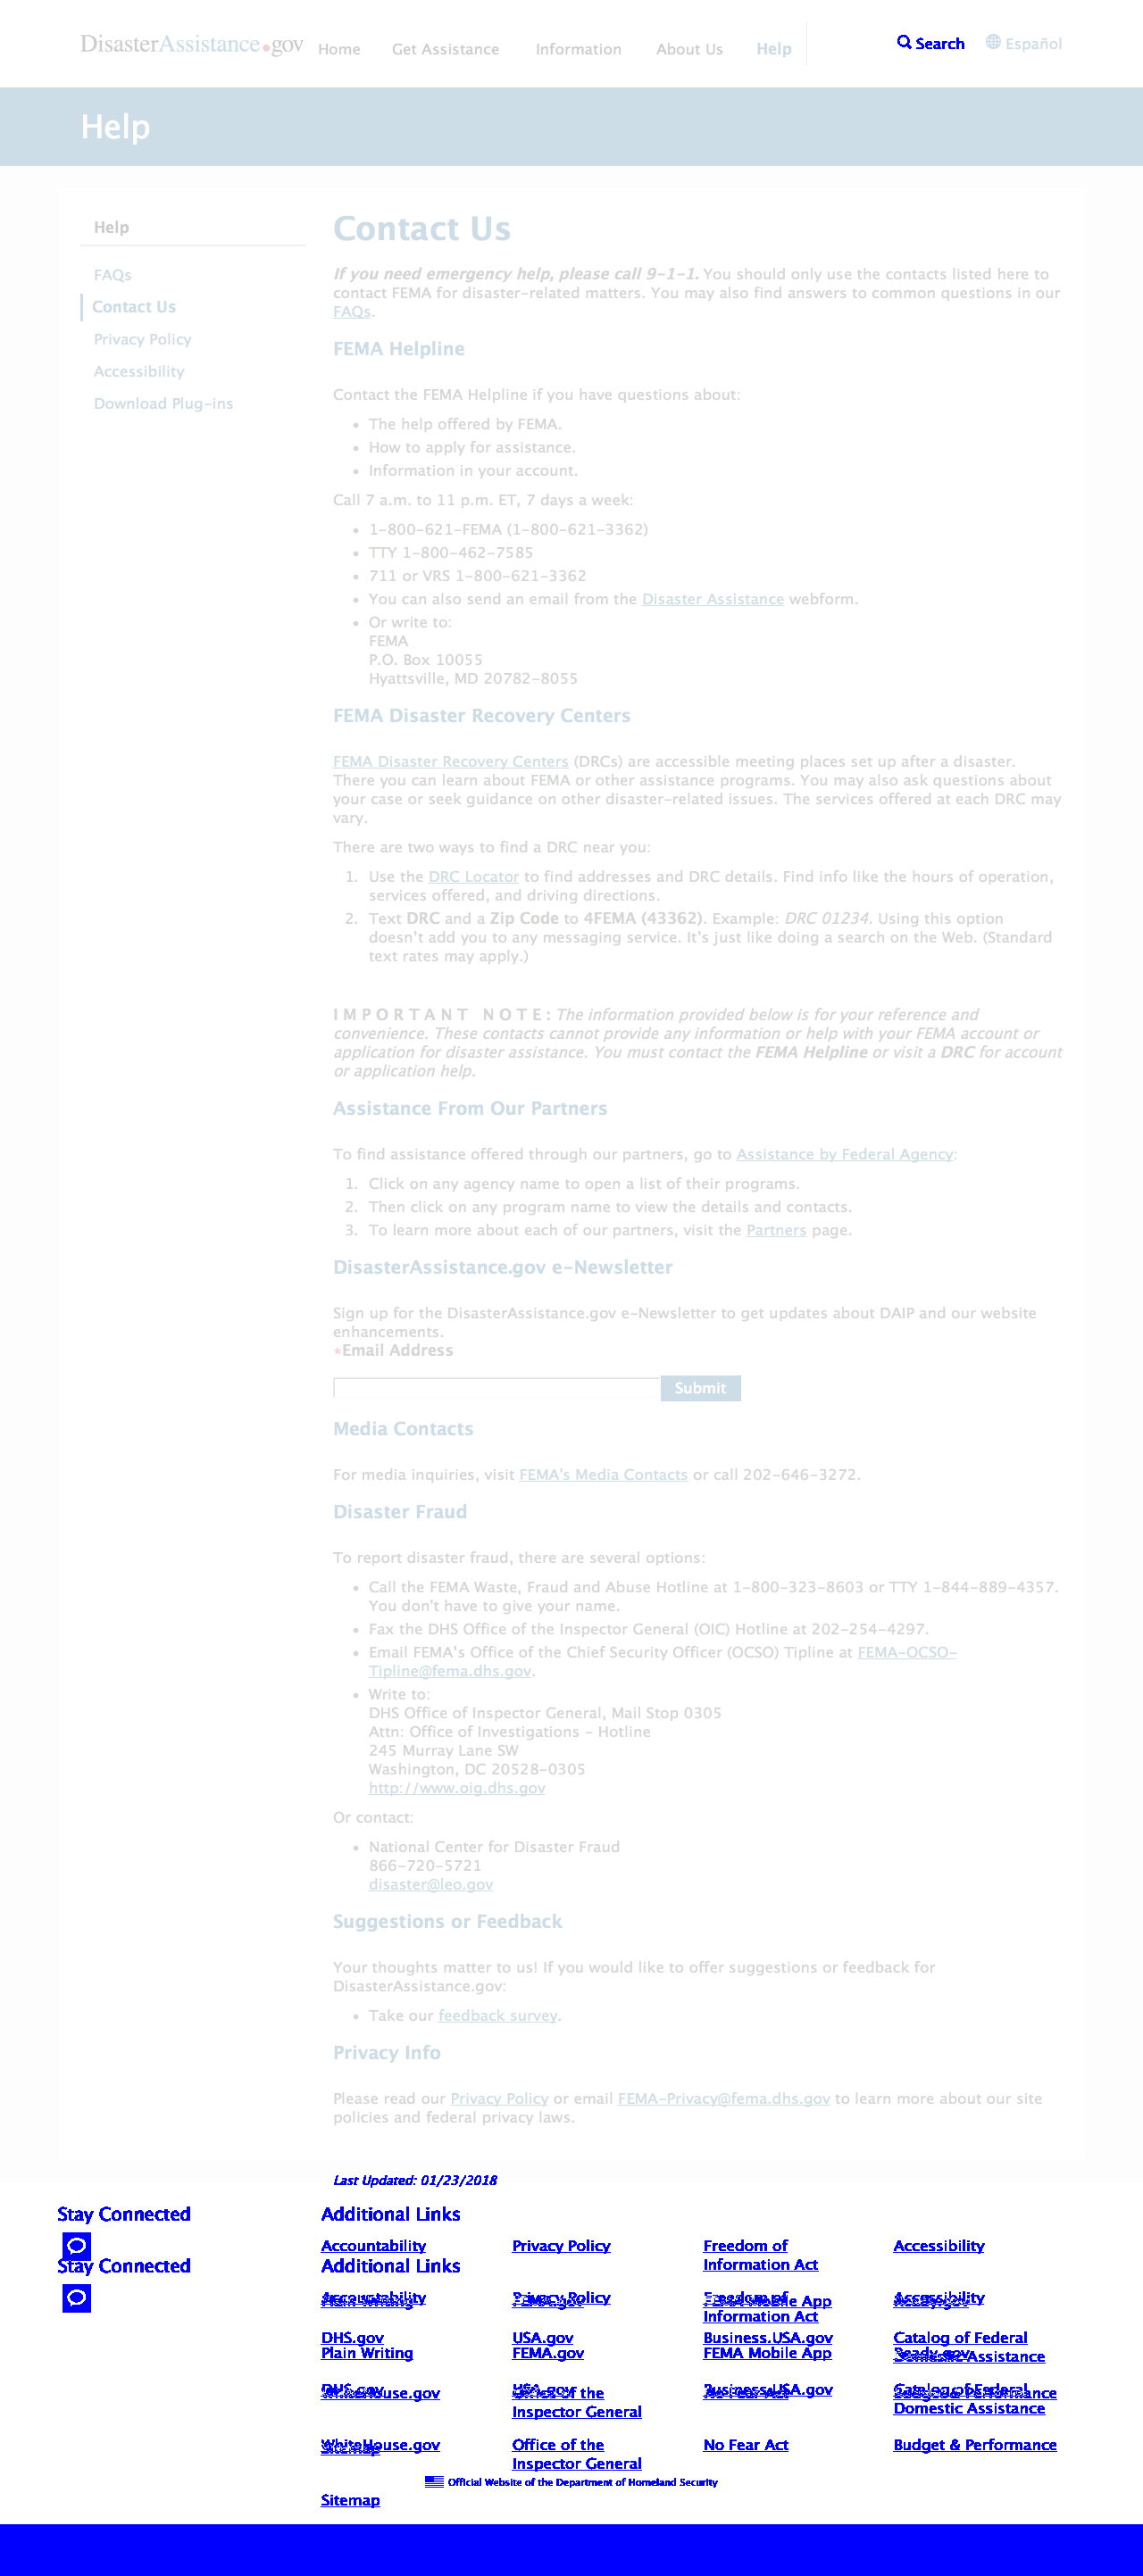 DisasterAssistance.gov Home Get Assistance Information About Us Help Search Español
Help
Help
FAQs
Contact Us
Privacy Policy
Accessibility
Download Plug-ins
Contact Us
If you need emergency help, please call 9-1-1. You should only use the contacts listed here to
contact FEMA for disaster-related matters. You may also find answers to common questions in our
FAQs.
FEMA Helpline
Contact the FEMA Helpline if you have questions about:
• The help offered by FEMA.
• How to apply for assistance.
• Information in your account.
Call 7 a.m. to 11 p.m. ET, 7 days a week:
• 1-800-621-FEMA (1-800-621-3362)
• TTY 1-800-462-7585
• 711 or VRS 1-800-621-3362
• You can also send an email from the Disaster Assistance webform.
• Or write to:
FEMA
P.O. Box 10055
Hyattsville, MD 20782-8055
FEMA Disaster Recovery Centers
FEMA Disaster Recovery Centers (DRCs) are accessible meeting places set up after a disaster.
There you can learn about FEMA or other assistance programs. You may also ask questions about
your case or seek guidance on other disaster-related issues. The services offered at each DRC may
vary.
There are two ways to find a DRC near you:
1. Use the DRC Locator to find addresses and DRC details. Find info like the hours of operation,
services offered, and driving directions.
2. Text DRC and a Zip Code to 4FEMA (43362). Example: DRC 01234. Using this option
doesn't add you to any messaging service. It's just like doing a search on the Web. (Standard
text rates may apply.)
IMPORTANT NOTE: The information provided below is for your reference and
convenience. These contacts cannot provide any information or help with your FEMA account or
application for disaster assistance. You must contact the FEMA Helpline or visit a DRC for account
or application help.
Assistance From Our Partners
To find assistance offered through our partners, go to Assistance by Federal Agency:
1. Click on any agency name to open a list of their programs.
2. Then click on any program name to view the details and contacts.
3. To learn more about each of our partners, visit the Partners page.
DisasterAssistance.gov e-Newsletter
Sign up for the DisasterAssistance.gov e-Newsletter to get updates about DAIP and our website
enhancements.
*Email Address
Submit
Media Contacts
For media inquiries, visit FEMA's Media Contacts or call 202-646-3272.
Disaster Fraud
To report disaster fraud, there are several options:
• Call the FEMA Waste, Fraud and Abuse Hotline at 1-800-323-8603 or TTY 1-844-889-4357.
You don't have to give your name.
• Fax the DHS Office of the Inspector General (OIC) Hotline at 202-254-4297.
• Email FEMA's Office of the Chief Security Officer (OCSO) Tipline at FEMA-OCSO-
Tipline@fema.dhs.gov.
• Write to:
DHS Office of Inspector General, Mail Stop 0305
Attn: Office of Investigations - Hotline
245 Murray Lane SW
Washington, DC 20528-0305
http://www.oig.dhs.gov
Or contact:
• National Center for Disaster Fraud
866-720-5721
disaster@leo.gov
Suggestions or Feedback
Your thoughts matter to us! If you would like to offer suggestions or feedback for
DisasterAssistance.gov:
• Take our feedback survey.
Privacy Info
Please read our Privacy Policy or email FEMA-Privacy@fema.dhs.gov to learn more about our site
policies and federal privacy laws.
Last Updated: 01/23/2018
Stay Connected Additional Links
Accountability Privacy Policy Freedom of Accessibility
Information Act
Stay Connected Additional Links
Accountability Privacy Policy Freedom of Accessibility
FEMA.gov FEMA Mobile App
Information Act
DHS.gov USA.gov Business.USA.gov Catalog of Federal
Plain Writing FEMA.gov FEMA Mobile App Ready.gov
Domestic Assistance
DHS.gov USA.gov Business.USA.gov Catalog of Federal
WhiteHouse.gov Office of the No Fear Act Budget & Performance
Inspector General Domestic Assistance
WhiteHouse.gov Office of the No Fear Act Budget & Performance
Sitemap
Inspector General
Official Website of the Department of Homeland Security
Sitemap